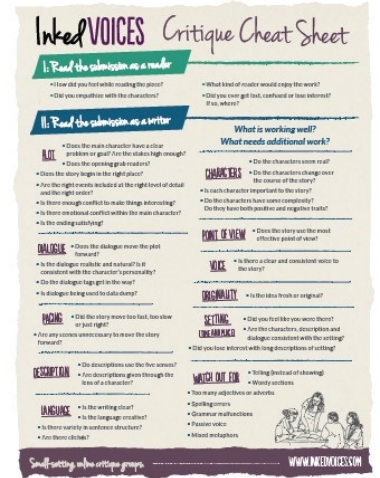 Inked VOICES Critique Cheat Sheet
I: Read the submission as a reader
• How did you feel while reading the piece?
• Did you empathize with the characters?
• What kind of reader would enjoy the work?
• Did you ever get lost, confused or lose interest?
If so, where?
II: Read the submission as a writer
What is working well?
What needs additional work?
PLOT
• Does the main character have a clear
problem or goal? Are the stakes high enough?
• Does the opening grab readers?
• Does the story begin in the right place?
• Are the right events included at the right level of detail
and the right order?
• Is there enough conflict to make things interesting?
• Is there emotional conflict within the main character?
• Is the ending satisfying?
DIALOGUE
• Does the dialogue move the plot
forward?
• Is the dialogue realistic and natural? Is it
consistent with the character's personality?
• Do the dialogue tags get in the way?
• Is dialogue being used to data dump?
PACING
• Did the story move too fast, too slow
or just right?
• Are any scenes unnecessary to move the story
forward?
DESCRIPTION
• Do descriptions use the five senses?
• Are descriptions given through the
lens of a character?
LANGUAGE
• Is the writing clear?
• Is the language creative?
• Is there variety in sentence structure?
• Are there clichés?
CHARACTERS
• Do the characters seem real?
• Do the characters change over
the course of the story?
• Is each character important to the story?
• Do the characters have some complexity?
Do they have both positive and negative traits?
POINT OF VIEW
• Does the story use the most
effective point of view?
VOICE
• Is there a clear and consistent voice to
the story?
ORIGINALITY
• Is the idea fresh or original?
SETTING
(TIME AND PLACE)
• Did you feel like you were there?
• Are the characters, description and
dialogue consistent with the setting?
• Did you lose interest with long descriptions of setting?
WATCH OUT FOR
• Telling (instead of showing)
• Wordy sections
• Too many adjectives or adverbs
• Spelling errors
• Grammar malfunctions
• Passive voice
• Mixed metaphors
Small-setting, online critique groups.
WWW.INKEDVOICES.COM